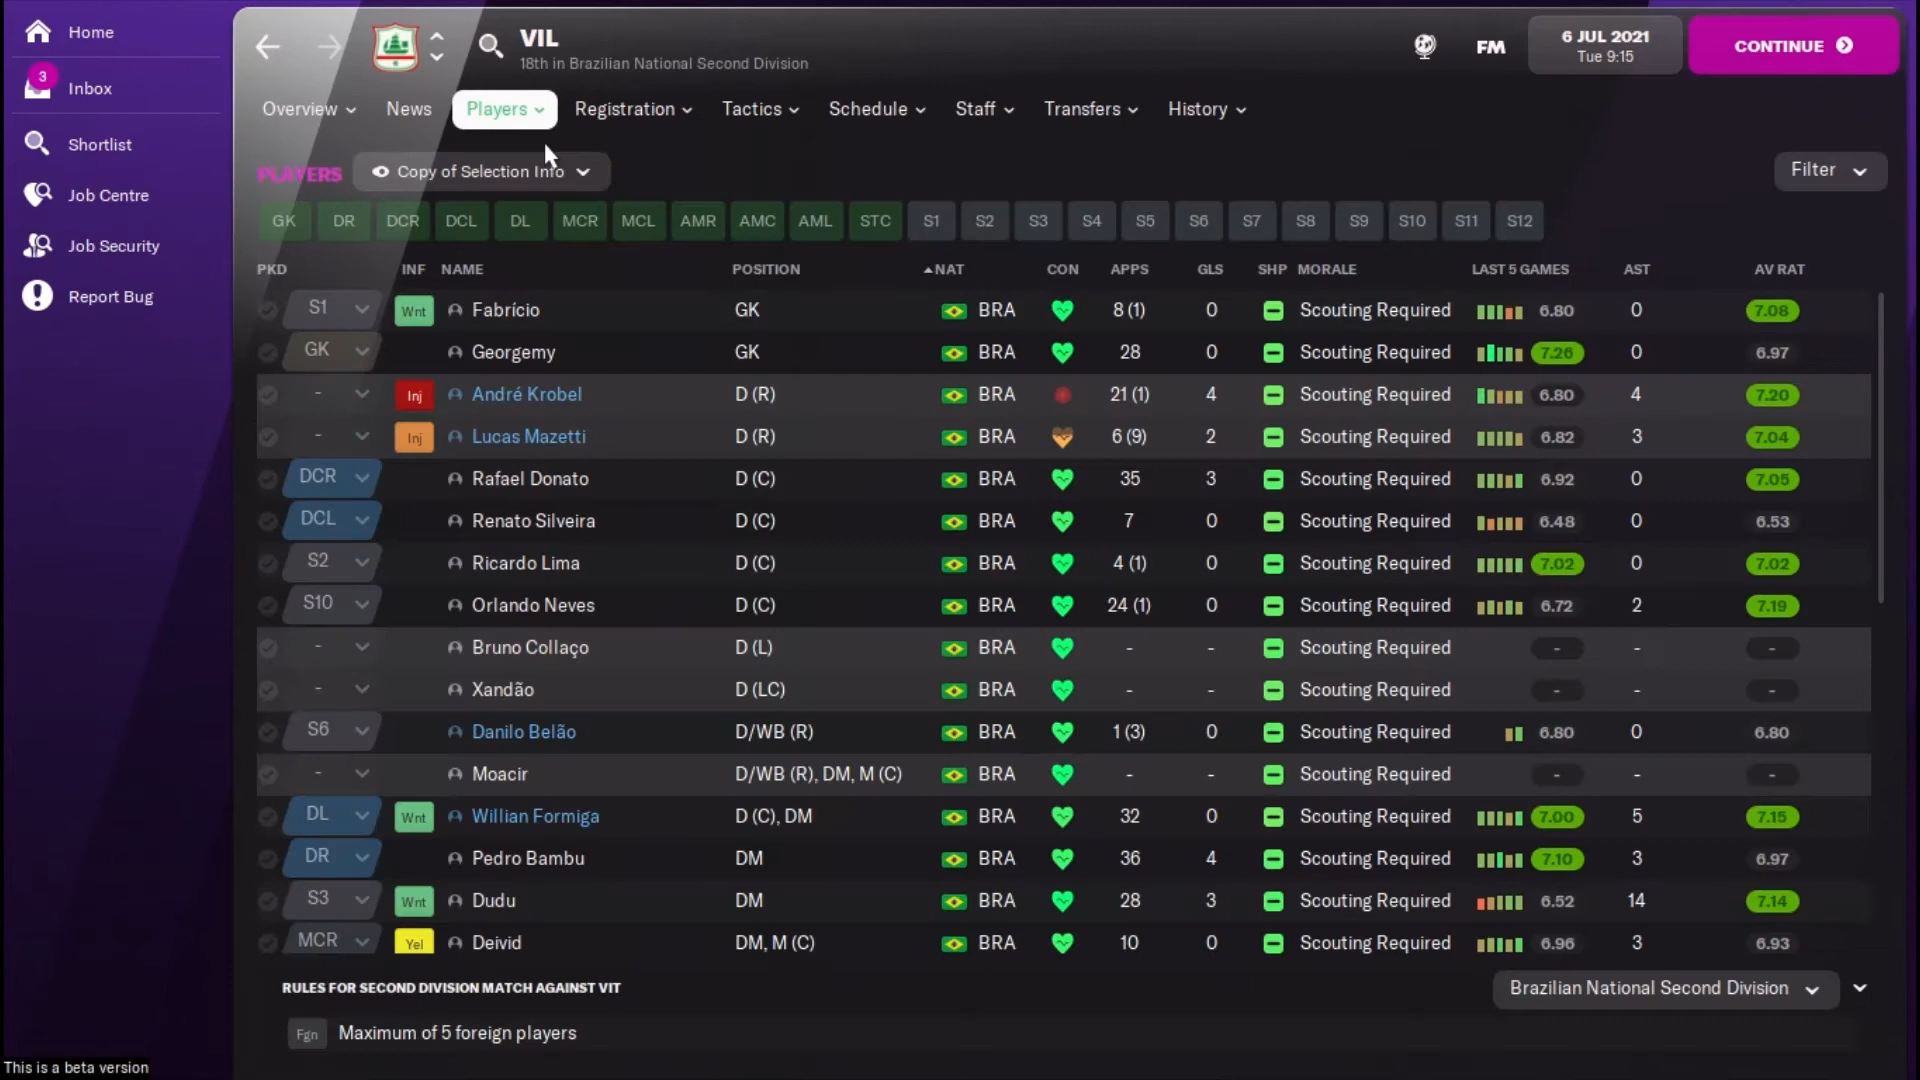 Home
3
Inbox
Shortlist
Job Centre
Job Security
Report Bug
VIL
18th in Brazilian National Second Division
FM
6 JUL 2021
Tue 9:15
CONTINUE
Overview News Players Registration Tactics Schedule Staff Transfers History
PLAYERS Copy of Selection Info Filter
GK DR DCR DCL DL MCR MCL AMR AMC AML STC S1 S2 S3 S4 S5 S6 S7 S8 S9 S10 S11 S12
PKD INF NAME POSITION NAT CON APPS GLS SHP MORALE LAST 5 GAMES AST AV RAT
S1 Wnt Fabrício GK BRA 8 (1) 0 Scouting Required 6.80 0 7.08
GK Georgemy GK BRA 28 0 Scouting Required 7.26 0 6.97
- Inj André Krobel D (R) BRA 21 (1) 4 Scouting Required 6.80 4 7.20
- Inj Lucas Mazetti D (R) BRA 6 (9) 2 Scouting Required 6.82 3 7.04
DCR Rafael Donato D (C) BRA 35 3 Scouting Required 6.92 0 7.05
DCL Renato Silveira D (C) BRA 7 0 Scouting Required 6.48 0 6.53
S2 Ricardo Lima D (C) BRA 4 (1) 0 Scouting Required 7.02 0 7.02
S10 Orlando Neves D (C) BRA 24 (1) 0 Scouting Required 6.72 2 7.19
- Bruno Collaço D (L) BRA - - Scouting Required - - -
- Xandão D (LC) BRA - - Scouting Required - - -
S6 Danilo Belão D/WB (R) BRA 1 (3) 0 Scouting Required 6.80 0 6.80
- Moacir D/WB (R), DM, M (C) BRA - - Scouting Required - - -
DL Wnt Willian Formiga D (C), DM BRA 32 0 Scouting Required 7.00 5 7.15
DR Pedro Bambu DM BRA 36 4 Scouting Required 7.10 3 6.97
S3 Wnt Dudu DM BRA 28 3 Scouting Required 6.52 14 7.14
MCR Yel Deivid DM, M (C) BRA 10 0 Scouting Required 6.96 3 6.93
RULES FOR SECOND DIVISION MATCH AGAINST VIT Brazilian National Second Division
Fgn Maximum of 5 foreign players
This is a beta version